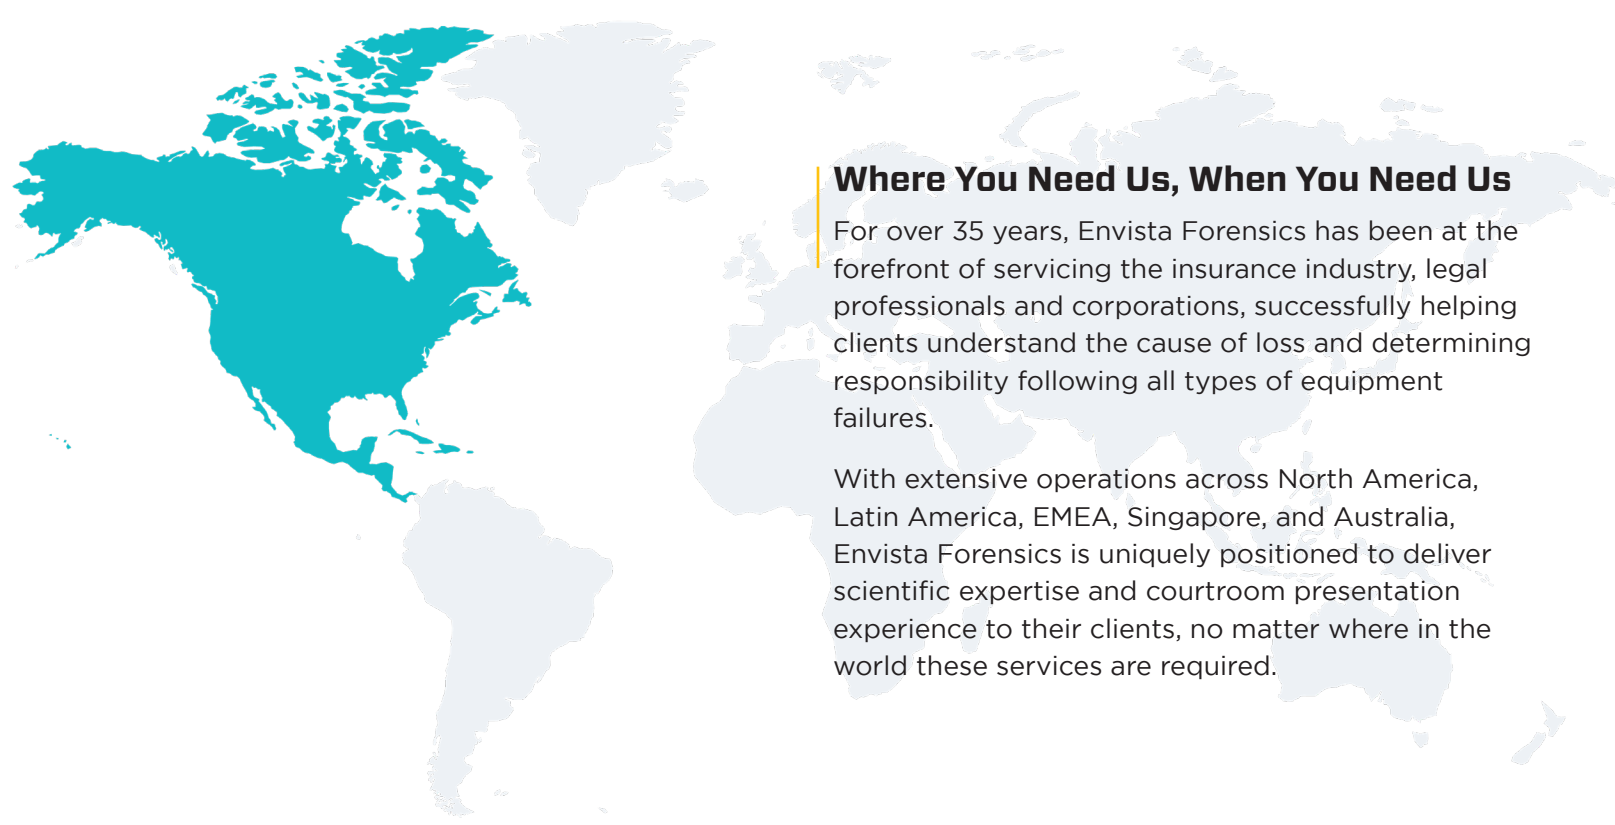 Where You Need Us, When You Need Us
For over 35 years, Envista Forensics has been at the
forefront of servicing the insurance industry, legal
professionals and corporations, successfully helping
clients understand the cause of loss and determining
responsibility following all types of equipment
failures.
With extensive operations across North America,
Latin America, EMEA, Singapore, and Australia,
Envista Forensics is uniquely positioned to deliver
scientific expertise and courtroom presentation
experience to their clients, no matter where in the
world these services are required.